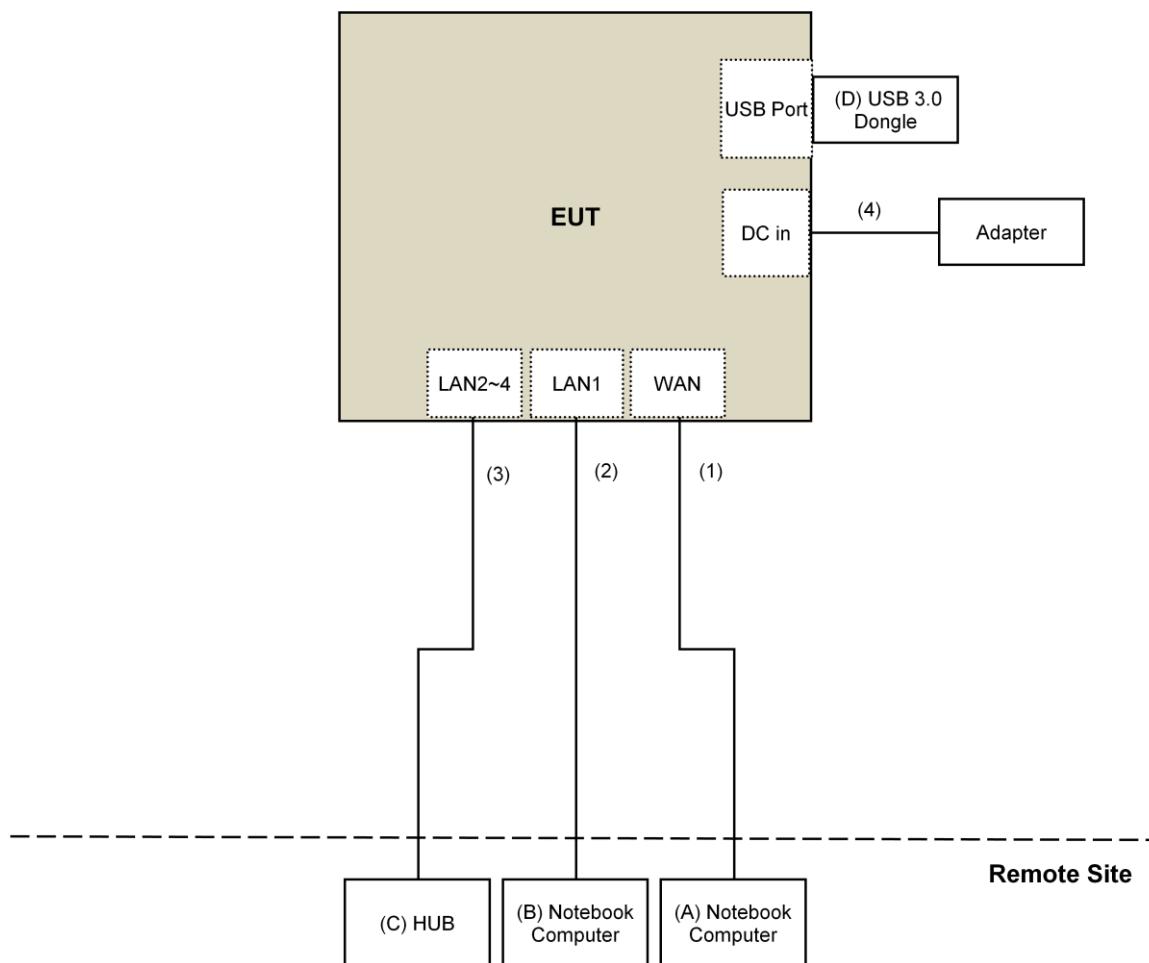 USB Port
(D) USB 3.0
Dongle
EUT
DC in
(4)
Adapter
LAN2~4
LAN1
WAN
(3)
(2)
(1)
Remote Site
(C) HUB
(B) Notebook
Computer
(A) Notebook
Computer